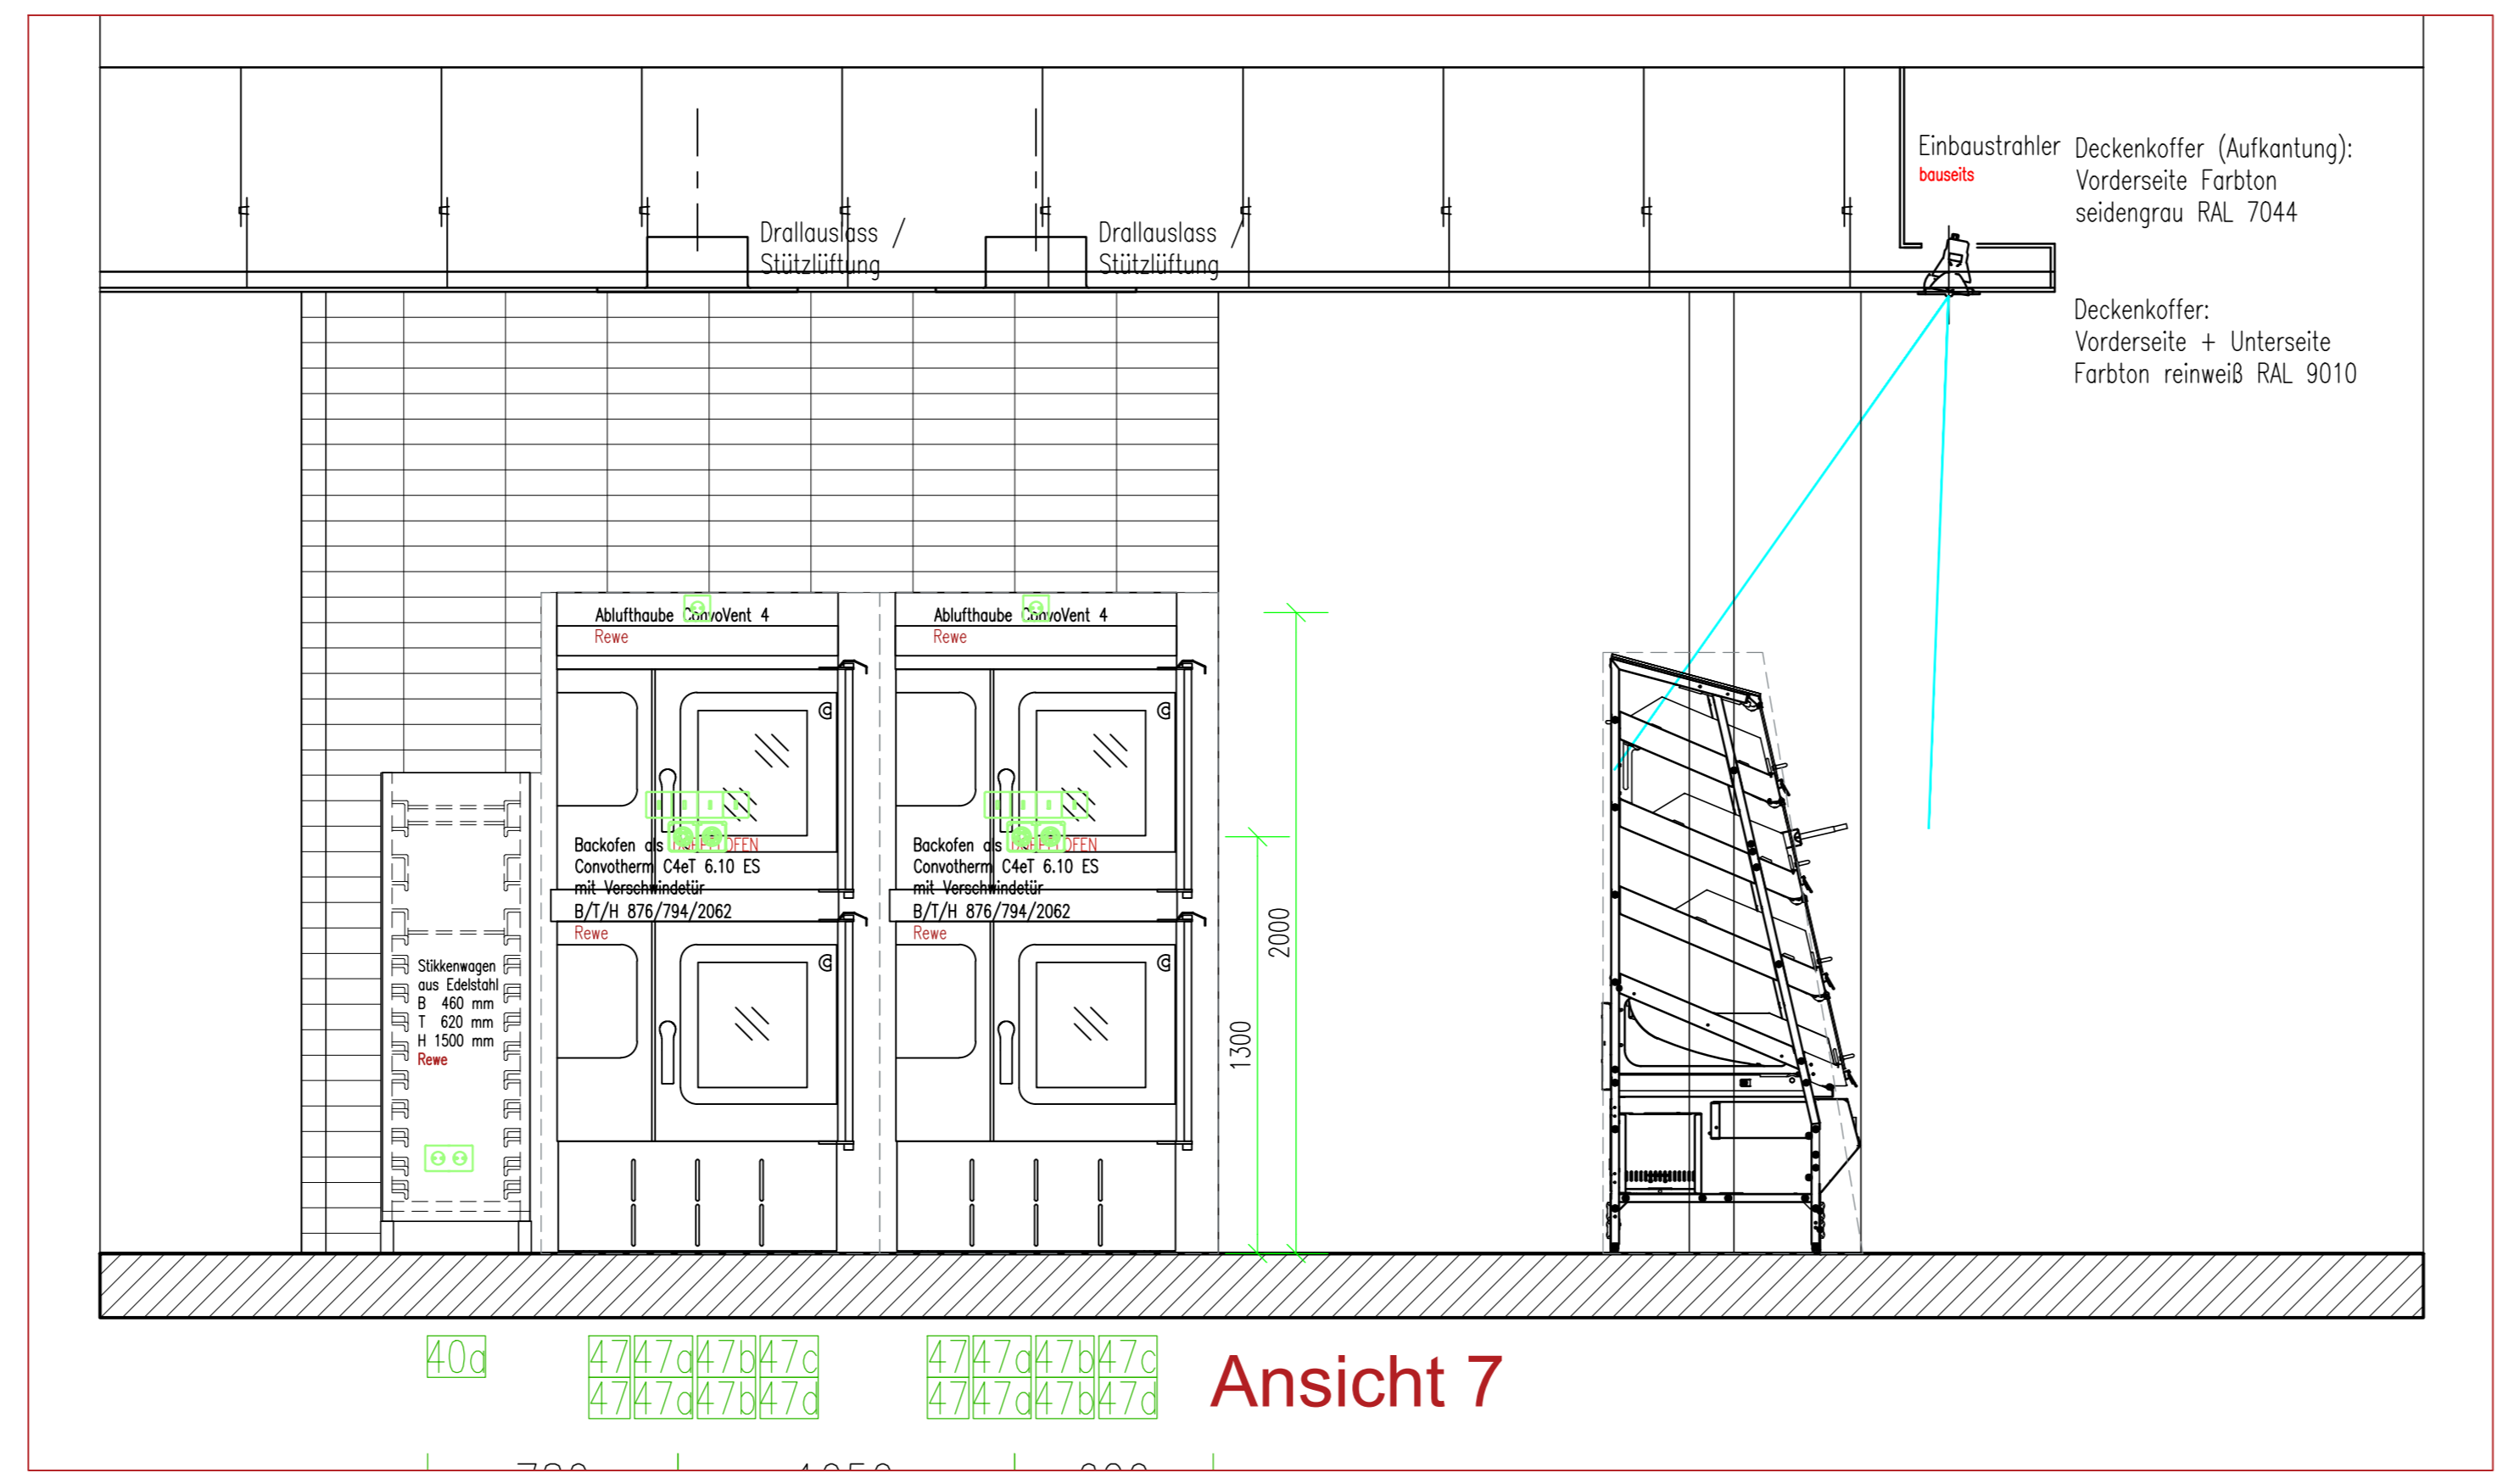 Einbaustrahler
bauseits
Deckenkoffer (Aufkantung):
Vorderseite Farbton
seidengrau RAL 7044
Drallauslass /
Stützlüftung
Drallauslass /
Stützlüftung
Deckenkoffer:
Vorderseite + Unterseite
Farbton reinweiß RAL 9010
Ablufthaube ConvoVent 4
Rewe
Ablufthaube ConvoVent 4
Rewe
Backofen als
Convotherm C4eT 6.10 ES
mit Verschwindetür
B/T/H 876/794/2062
Rewe
Backofen als
Convotherm C4eT 6.10 ES
mit Verschwindetür
B/T/H 876/794/2062
Rewe
2000
1300
Stikkenwagen
aus Edelstahl
B 460 mm
T 620 mm
H 1500 mm
Rewe
40a
47 47a 47b 47c
47 47a 47b 47d
47 47a 47b 47c
47 47a 47b 47d
Ansicht 7